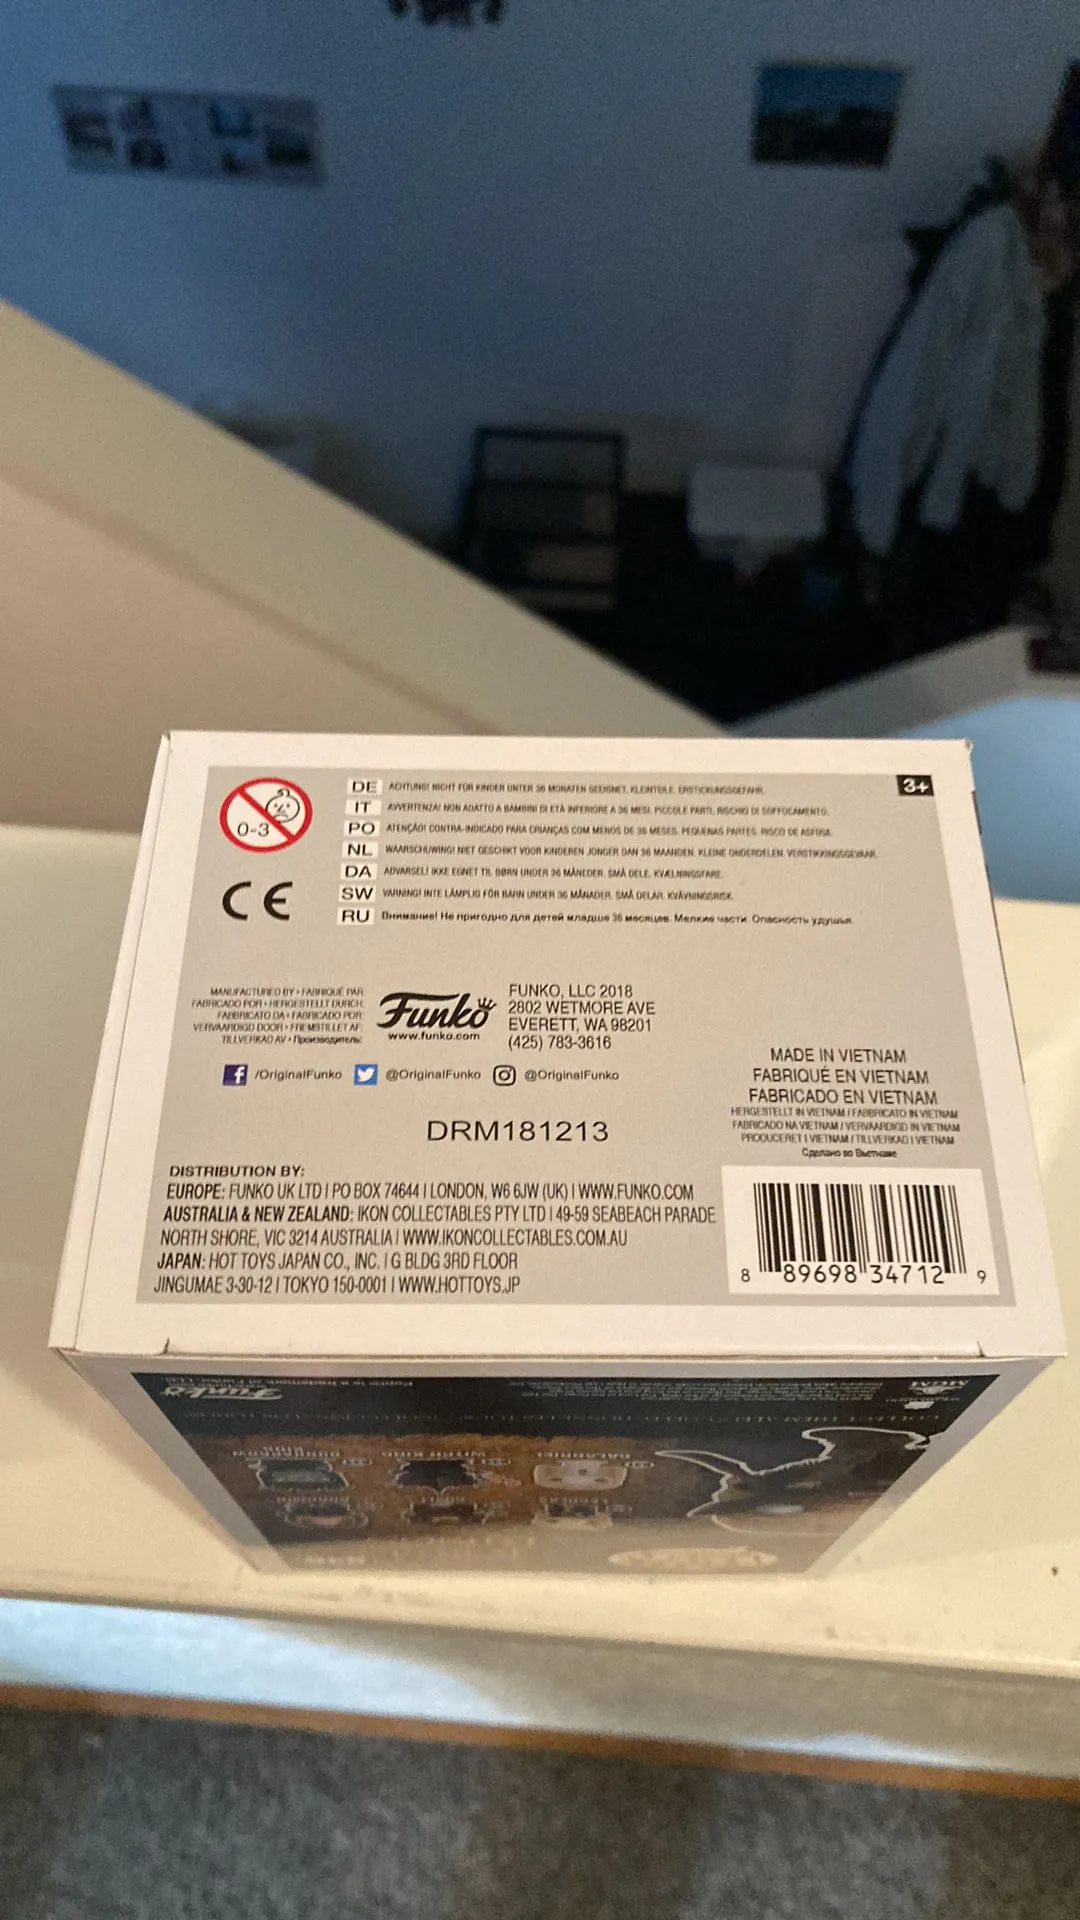 DE ACHTUNG! NICHT FÜR KINDER UNTER 36 MONATEN GEEIGNET. KLEINTEILE. ERSTICKUNGSGEFAHR.
3+
IT AVVERTENZA! NON ADATTO A BAMBINI DI ETÀ INFERIORE A 36 MESI. PICCOLE PARTI. RISCHIO DI SOFFOCAMENTO.
0-3
PO ATENÇÃO! CONTRA-INDICADO PARA CRIANÇAS COM MENOS DE 36 MESES. PEQUENAS PARTES. RISCO DE ASFIXIA.
NL WAARSCHUWING! NIET GESCHIKT VOOR KINDEREN JONGER DAN 36 MAANDEN. KLEINE ONDERDELEN. VERSTIKKINGSGEVAAR.
DA ADVARSEL! IKKE EGNET TIL BØRN UNDER 36 MÅNEDER. SMÅ DELE. KVÆLNINGSFARE.
CE
SW VARNING! INTE LÄMPLIG FÖR BARN UNDER 36 MÅNADER. SMÅ DELAR. KVÄVNINGSRISK.
RU Внимание! Не пригодно для детей младше 36 месяцев. Мелкие части. Опасность удушья.
MANUFACTURED BY • FABRIQUÉ PAR
FABRICADO POR • HERGESTELLT DURCH:
FABBRICATO DA • FABRICADO POR:
VERVAARDIGD DOOR • FREMSTILLET AF:
TILLVERKAD AV • Производитель:
Funko
www.funko.com
FUNKO, LLC 2018
2802 WETMORE AVE
EVERETT, WA 98201
(425) 783-3616
/OriginalFunko @OriginalFunko @OriginalFunko
DRM181213
MADE IN VIETNAM
FABRIQUÉ EN VIETNAM
FABRICADO EN VIETNAM
HERGESTELLT IN VIETNAM / FABBRICATO IN VIETNAM
FABRICADO NA VIETNAM / VERVAARDIGD IN VIETNAM
PRODUCERET I VIETNAM / TILLVERKAD I VIETNAM
Сделано во Вьетнаме
DISTRIBUTION BY:
EUROPE: FUNKO UK LTD | PO BOX 74644 | LONDON, W6 6JW (UK) | WWW.FUNKO.COM
AUSTRALIA & NEW ZEALAND: IKON COLLECTABLES PTY LTD | 49-59 SEABEACH PARADE
NORTH SHORE, VIC 3214 AUSTRALIA | WWW.IKONCOLLECTABLES.COM.AU
JAPAN: HOT TOYS JAPAN CO., INC. | G BLDG 3RD FLOOR
JINGUMAE 3-30-12 | TOKYO 150-0001 | WWW.HOTTOYS.JP
8 89698 34712 9
Funko
MGM
WITCH KING
GALADRIEL